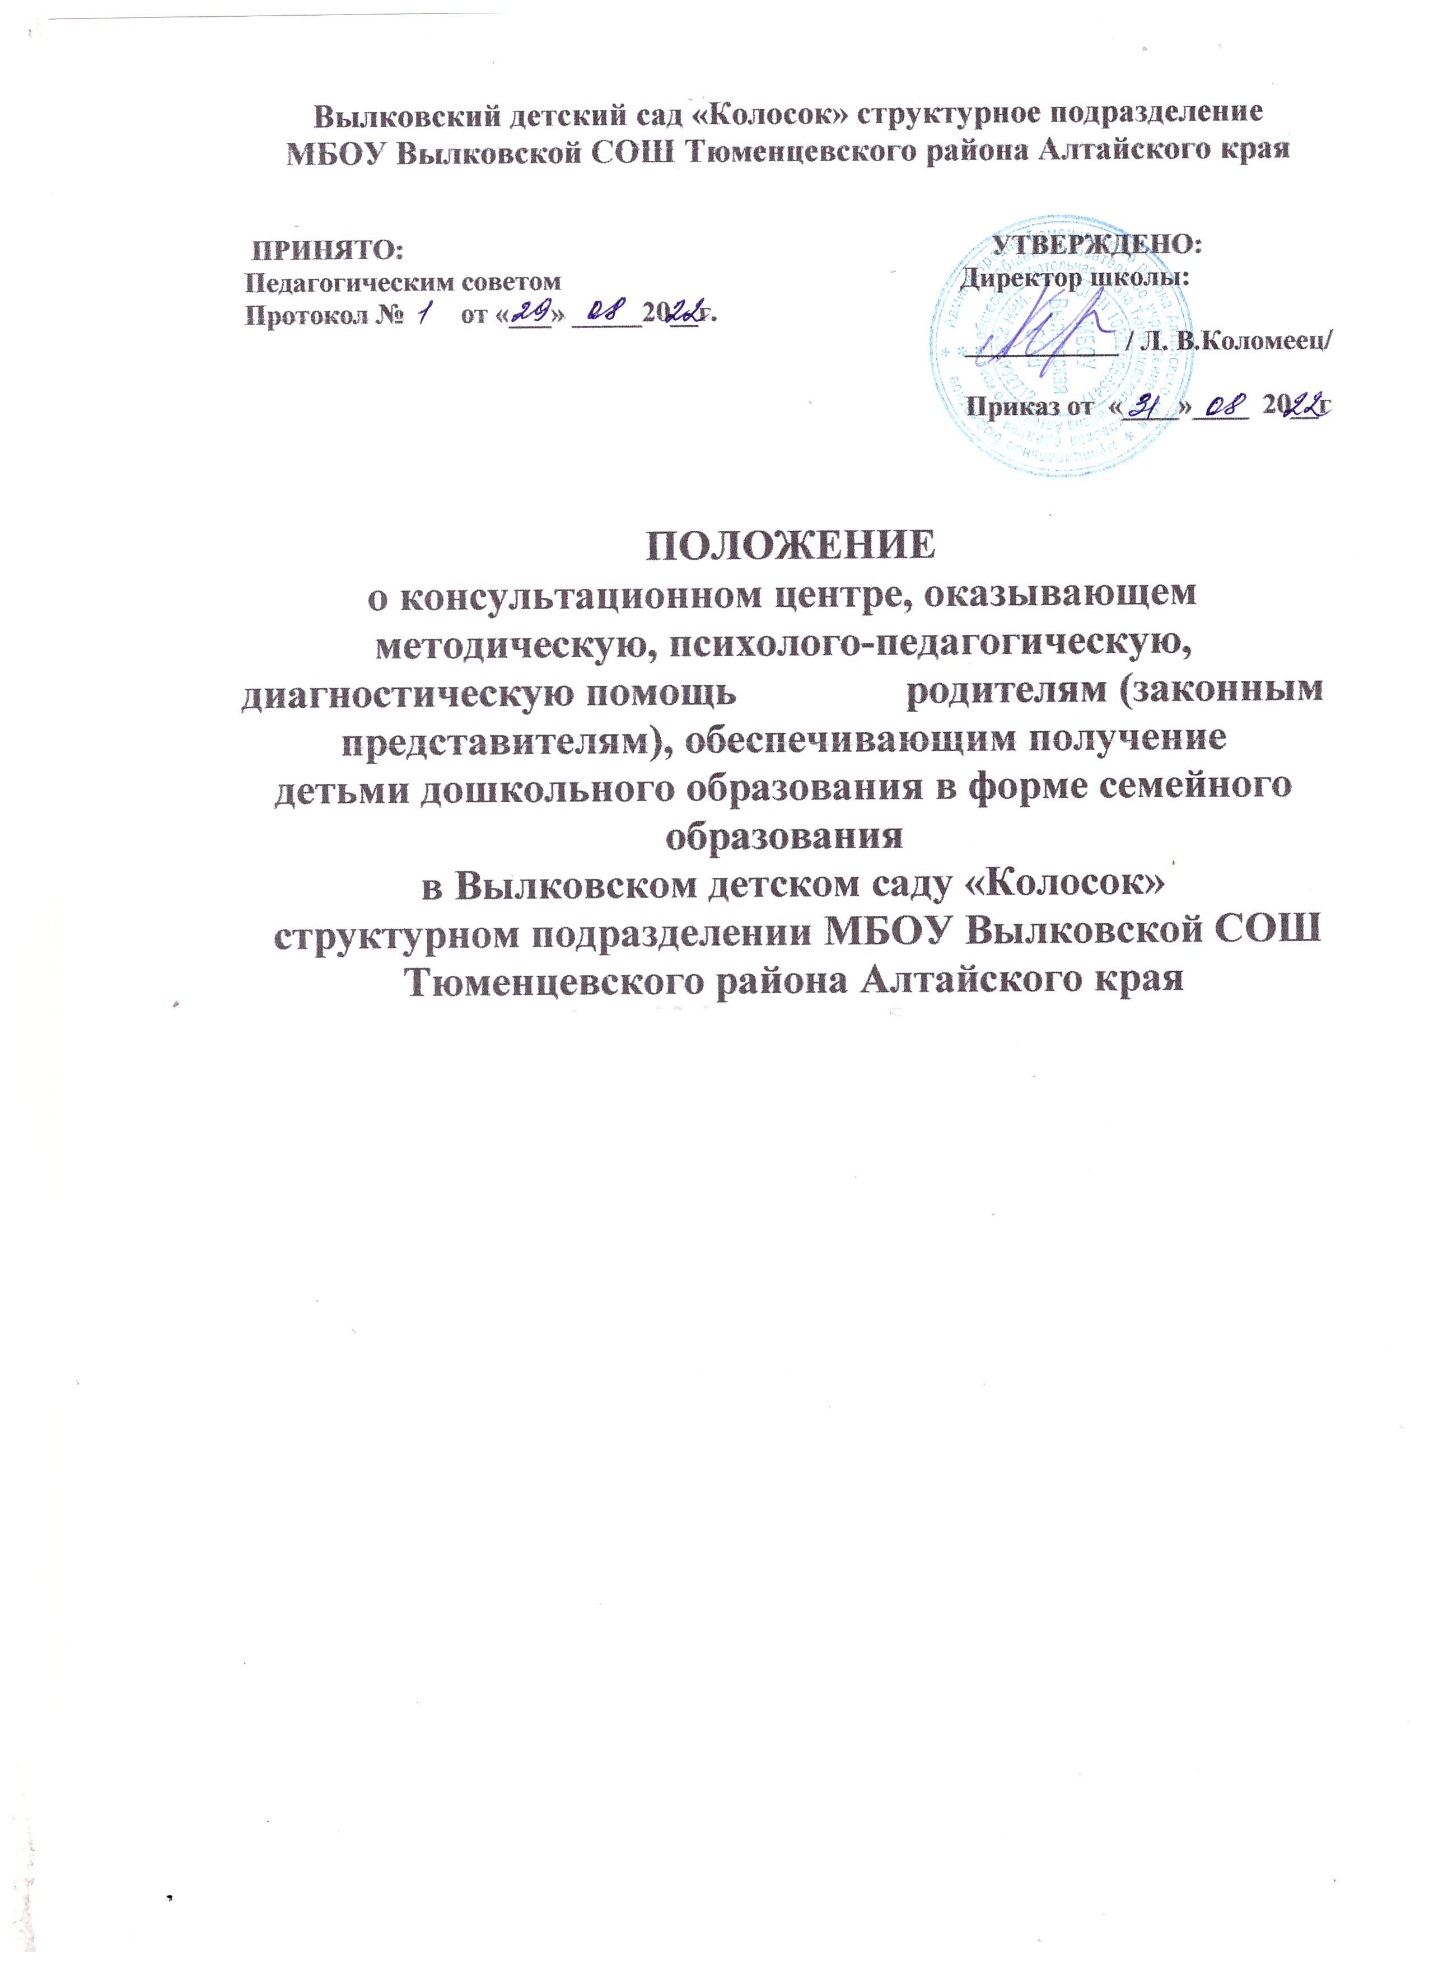 Вылковский детский сад «Колосок» структурное подразделение
МБОУ Вылковской СОШ Тюменцевского района Алтайского края
ПРИНЯТО:
Педагогическим советом
Протокол № 1 от «29» 08 2022г.
УТВЕРЖДЕНО:
Директор школы:
/ Л. В.Коломеец/
Приказ от «31» 08 2022г
ПОЛОЖЕНИЕ
о консультационном центре, оказывающем
методическую, психолого-педагогическую,
диагностическую помощь родителям (законным
представителям), обеспечивающим получение
детьми дошкольного образования в форме семейного
образования
в Вылковском детском саду «Колосок»
структурном подразделении МБОУ Вылковской СОШ
Тюменцевского района Алтайского края